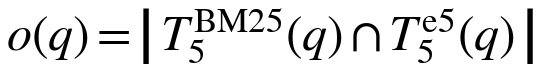 o(q) = | T_5^{BM25}(q) ∩ T_5^{e5}(q) |